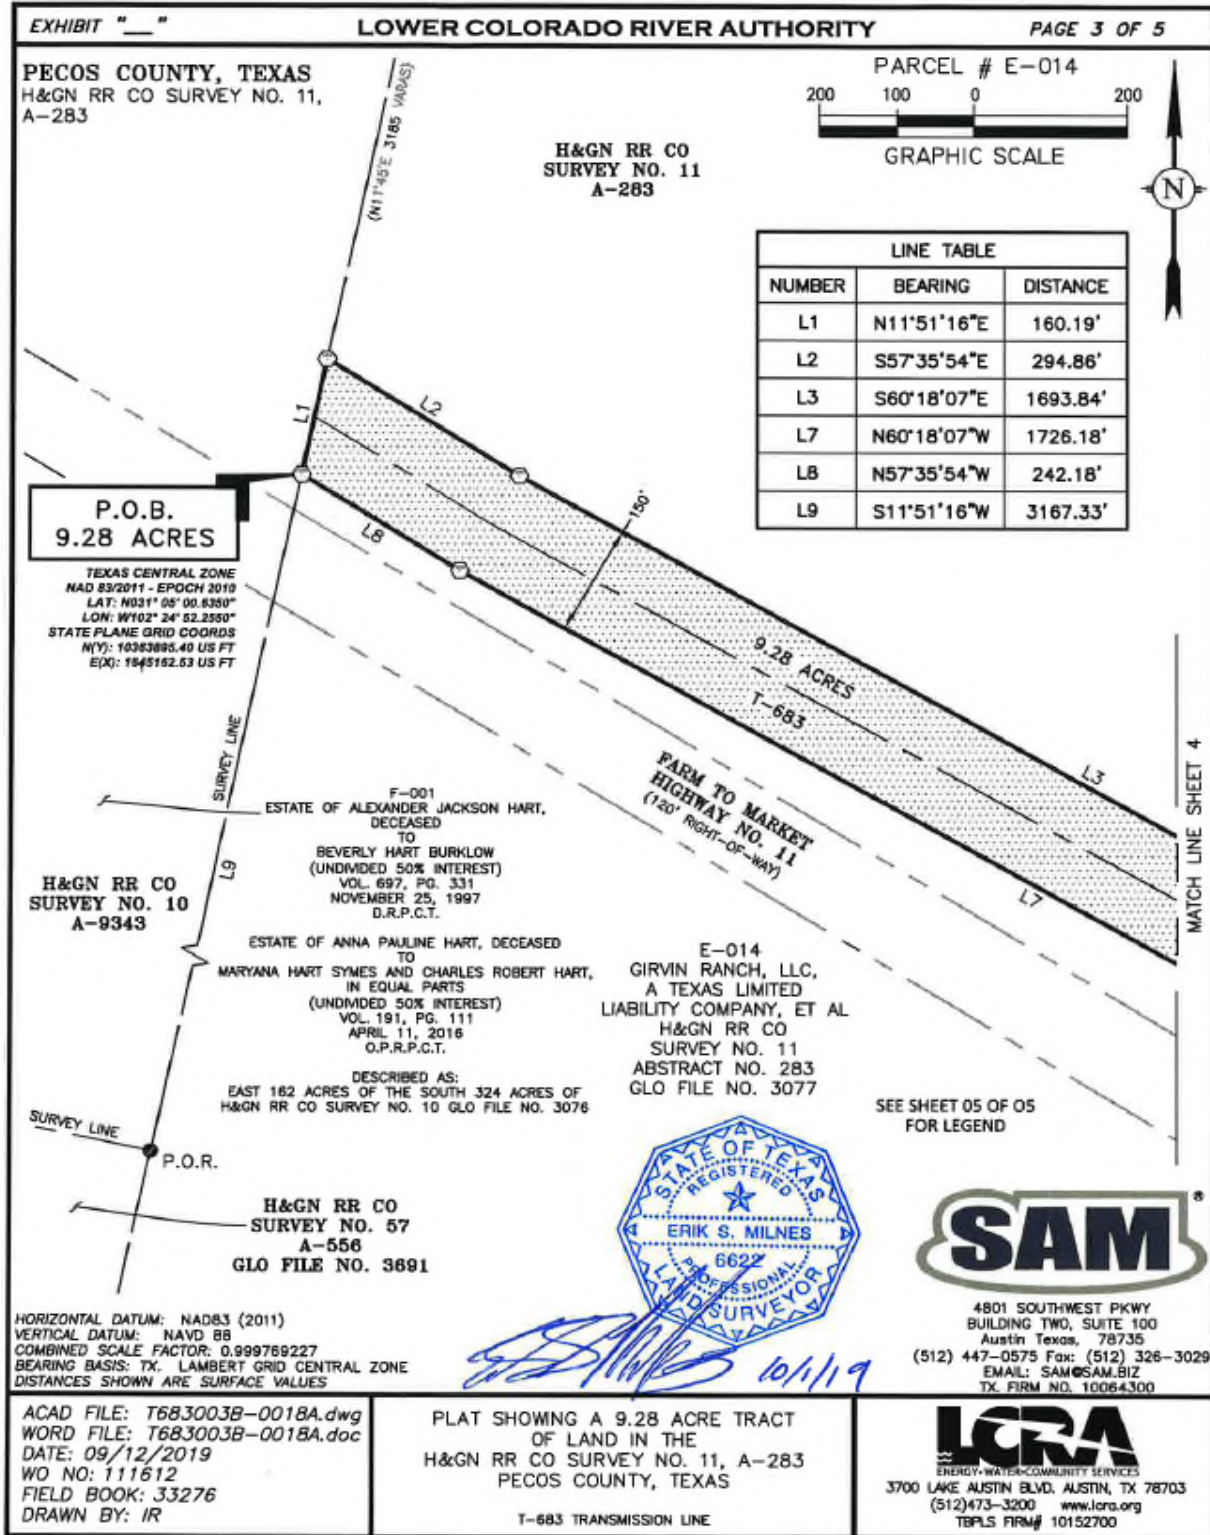 EXHIBIT "__"
LOWER COLORADO RIVER AUTHORITY
PAGE 3 OF 5
PECOS COUNTY, TEXAS
H&GN RR CO SURVEY NO. 11,
A-283
(N11°45'E 3185 VARAS)
H&GN RR CO
SURVEY NO. 11
A-283
PARCEL # E-014
200 100 0 200
GRAPHIC SCALE
N
LINE TABLE
NUMBER BEARING DISTANCE
L1 N11°51'16"E 160.19'
L2 S57°35'54"E 294.86'
L3 S60°18'07"E 1693.84'
L7 N60°18'07"W 1726.18'
L8 N57°35'54"W 242.18'
L9 S11°51'16"W 3167.33'
L1
L2
L8
150'
P.O.B.
9.28 ACRES
TEXAS CENTRAL ZONE
NAD 83/2011 - EPOCH 2010
LAT: N031° 05' 00.6350"
LON: W102° 24' 52.2550"
STATE PLANE GRID COORDS
N(Y): 10363895.40 US FT
E(X): 1645162.53 US FT
9.28 ACRES
T-683
L3
L7
MATCH LINE SHEET 4
FARM TO MARKET
HIGHWAY NO. 11
(120' RIGHT-OF-WAY)
SURVEY LINE
L9
F-001
ESTATE OF ALEXANDER JACKSON HART,
DECEASED
TO
BEVERLY HART BURKLOW
(UNDIVIDED 50% INTEREST)
VOL. 697, PG. 331
NOVEMBER 25, 1997
D.R.P.C.T.
H&GN RR CO
SURVEY NO. 10
A-9343
ESTATE OF ANNA PAULINE HART, DECEASED
TO
MARYANA HART SYMES AND CHARLES ROBERT HART,
IN EQUAL PARTS
(UNDIVIDED 50% INTEREST)
VOL. 191, PG. 111
APRIL 11, 2016
O.P.R.P.C.T.
DESCRIBED AS:
EAST 162 ACRES OF THE SOUTH 324 ACRES OF
H&GN RR CO SURVEY NO. 10 GLO FILE NO. 3076
E-014
GIRVIN RANCH, LLC,
A TEXAS LIMITED
LIABILITY COMPANY, ET AL
H&GN RR CO
SURVEY NO. 11
ABSTRACT NO. 283
GLO FILE NO. 3077
SEE SHEET 05 OF 05
FOR LEGEND
SURVEY LINE
P.O.R.
H&GN RR CO
SURVEY NO. 57
A-556
GLO FILE NO. 3691
STATE OF TEXAS
REGISTERED
ERIK S. MILNES
6622
PROFESSIONAL
LAND SURVEYOR
10/1/19
SAM®
4801 SOUTHWEST PKWY
BUILDING TWO, SUITE 100
Austin Texas, 78735
(512) 447-0575 Fax: (512) 326-3029
EMAIL: SAM@SAM.BIZ
TX. FIRM NO. 10064300
HORIZONTAL DATUM: NAD83 (2011)
VERTICAL DATUM: NAVD 88
COMBINED SCALE FACTOR: 0.999769227
BEARING BASIS: TX. LAMBERT GRID CENTRAL ZONE
DISTANCES SHOWN ARE SURFACE VALUES
ACAD FILE: T683003B-0018A.dwg
WORD FILE: T683003B-0018A.doc
DATE: 09/12/2019
WO NO: 111612
FIELD BOOK: 33276
DRAWN BY: IR
PLAT SHOWING A 9.28 ACRE TRACT
OF LAND IN THE
H&GN RR CO SURVEY NO. 11, A-283
PECOS COUNTY, TEXAS
T-683 TRANSMISSION LINE
LCRA
ENERGY•WATER•COMMUNITY SERVICES
3700 LAKE AUSTIN BLVD. AUSTIN, TX 78703
(512)473-3200 www.lcra.org
TBPLS FIRM# 10152700